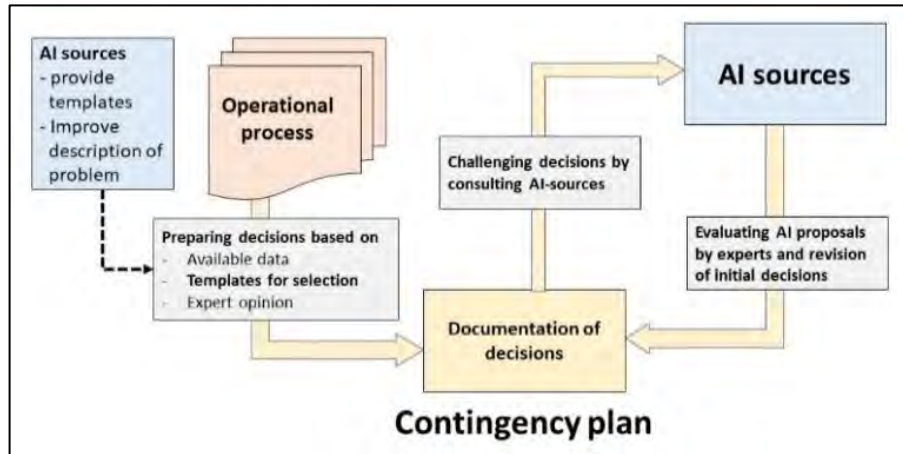 AI sources
- provide
templates
- Improve
description of
problem
Operational
process
Preparing decisions based on
- Available data
- Templates for selection
- Expert opinion
Challenging decisions by
consulting AI-sources
AI sources
Evaluating AI proposals
by experts and revision
of initial decisions
Documentation of
decisions
Contingency plan